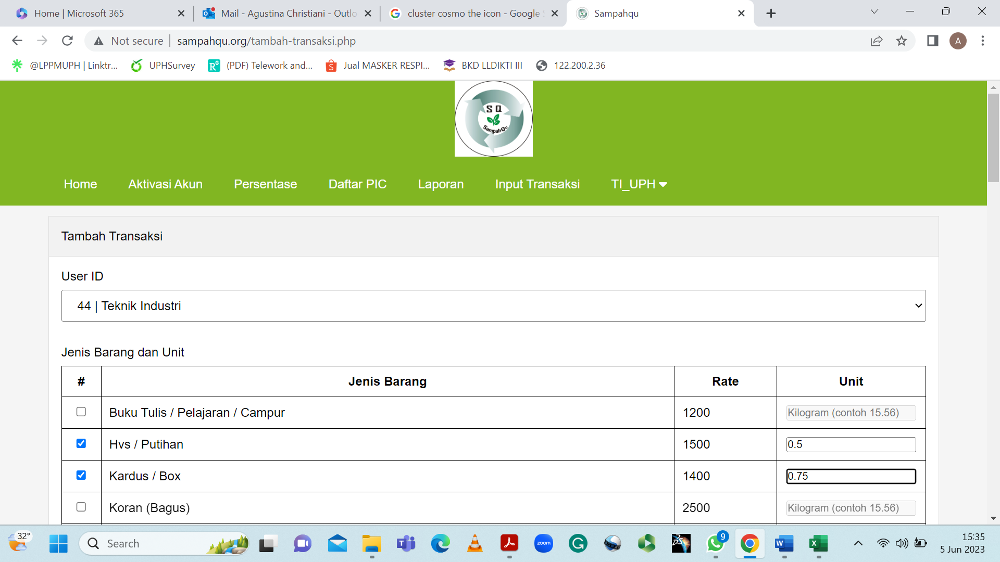 Home | Microsoft 365
Mail - Agustina Christiani - Outlo
cluster cosmo the icon - Google S
Sampahqu
Not secure | sampahqu.org/tambah-transaksi.php
A
@LPPMUPH | Linktr...
UPHSurvey
(PDF) Telework and...
Jual MASKER RESPI...
BKD LLDIKTI III
122.200.2.36
S Q
SampahQu
Home
Aktivasi Akun
Persentase
Daftar PIC
Laporan
Input Transaksi
TI_UPH
Tambah Transaksi
User ID
44 | Teknik Industri
Jenis Barang dan Unit
# Jenis Barang Rate Unit
Buku Tulis / Pelajaran / Campur 1200 Kilogram (contoh 15.56)
Hvs / Putihan 1500 0.5
Kardus / Box 1400 0.75
Koran (Bagus) 2500 Kilogram (contoh 15.56)
32°
Search
zoom
9
15:35
5 Jun 2023